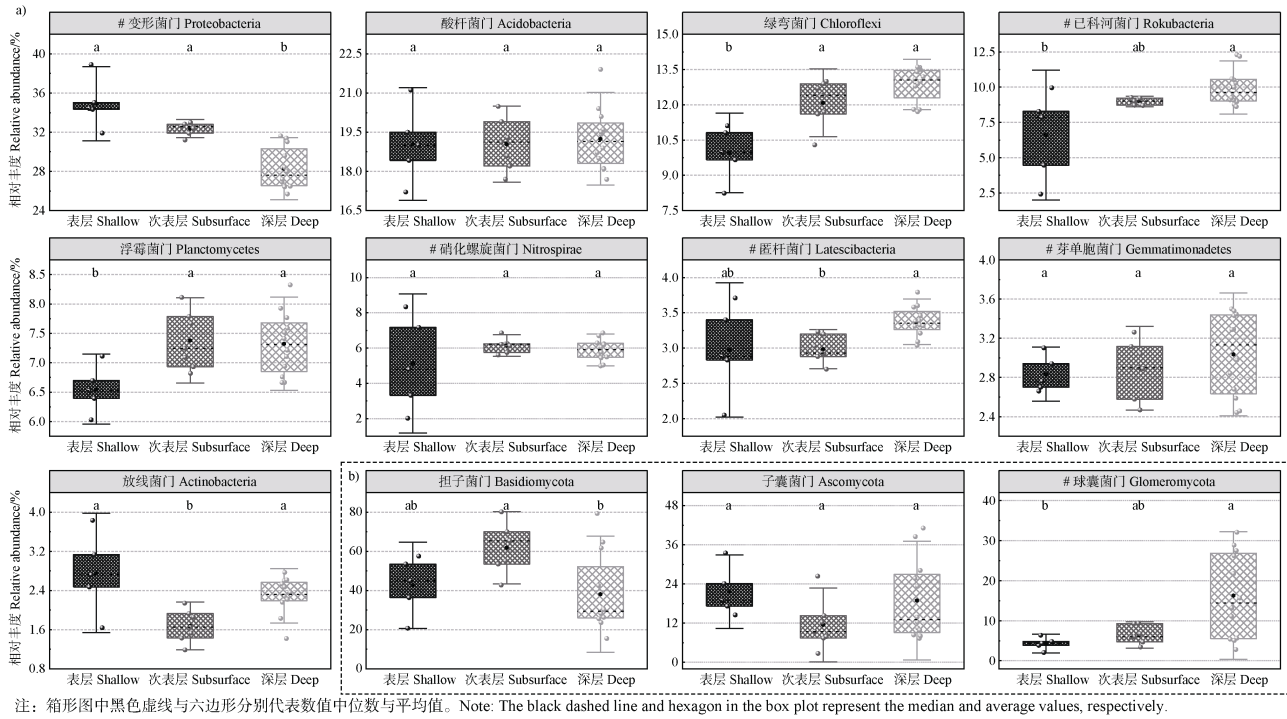 a)
# 变形菌门 Proteobacteria
酸杆菌门 Acidobacteria
绿弯菌门 Chloroflexi
# 已科河菌门 Rokubacteria
相对丰度 Relative abundance/%
40
36
32
28
24
a a b
表层 Shallow 次表层 Subsurface 深层 Deep
22.5
21.0
19.5
18.0
16.5
a a a
表层 Shallow 次表层 Subsurface 深层 Deep
15.0
13.5
12.0
10.5
9.0
7.5
b a a
表层 Shallow 次表层 Subsurface 深层 Deep
12.5
10.0
7.5
5.0
2.5
b ab a
表层 Shallow 次表层 Subsurface 深层 Deep
浮霉菌门 Planctomycetes
# 硝化螺旋菌门 Nitrospirae
# 匿杆菌门 Latescibacteria
# 芽单胞菌门 Gemmatimonadetes
相对丰度 Relative abundance/%
8.5
8.0
7.5
7.0
6.5
6.0
b a a
表层 Shallow 次表层 Subsurface 深层 Deep
10
8
6
4
2
a a a
表层 Shallow 次表层 Subsurface 深层 Deep
4.0
3.5
3.0
2.5
2.0
ab b a
表层 Shallow 次表层 Subsurface 深层 Deep
4.0
3.6
3.2
2.8
2.4
a a a
表层 Shallow 次表层 Subsurface 深层 Deep
放线菌门 Actinobacteria
b)
担子菌门 Basidiomycota
子囊菌门 Ascomycota
# 球囊菌门 Glomeromycota
相对丰度 Relative abundance/%
4.0
3.2
2.4
1.6
0.8
a b a
表层 Shallow 次表层 Subsurface 深层 Deep
80
60
40
20
0
ab a b
表层 Shallow 次表层 Subsurface 深层 Deep
48
36
24
12
0
a a a
表层 Shallow 次表层 Subsurface 深层 Deep
40
30
20
10
0
b ab a
表层 Shallow 次表层 Subsurface 深层 Deep
注：箱形图中黑色虚线与六边形分别代表数值中位数与平均值。Note: The black dashed line and hexagon in the box plot represent the median and average values, respectively.